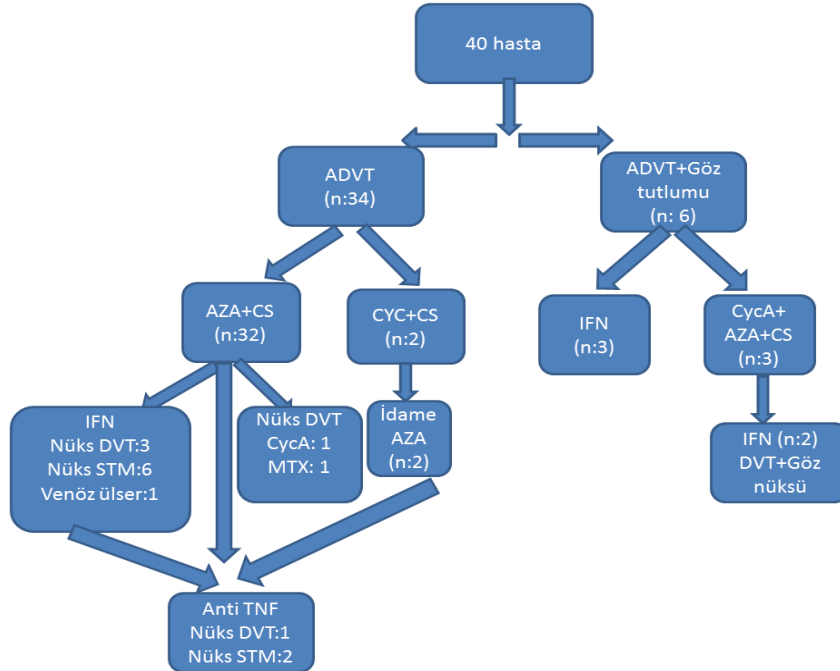 40 hasta
ADVT
(n:34)
ADVT+Göz
tutlumu
(n: 6)
AZA+CS
(n:32)
CYC+CS
(n:2)
IFN
(n:3)
CycA+
AZA+CS
(n:3)
IFN
Nüks DVT:3
Nüks STM:6
Venöz ülser:1
Nüks DVT
CycA: 1
MTX: 1
İdame
AZA
(n:2)
IFN (n:2)
DVT+Göz
nüksü
Anti TNF
Nüks DVT:1
Nüks STM:2